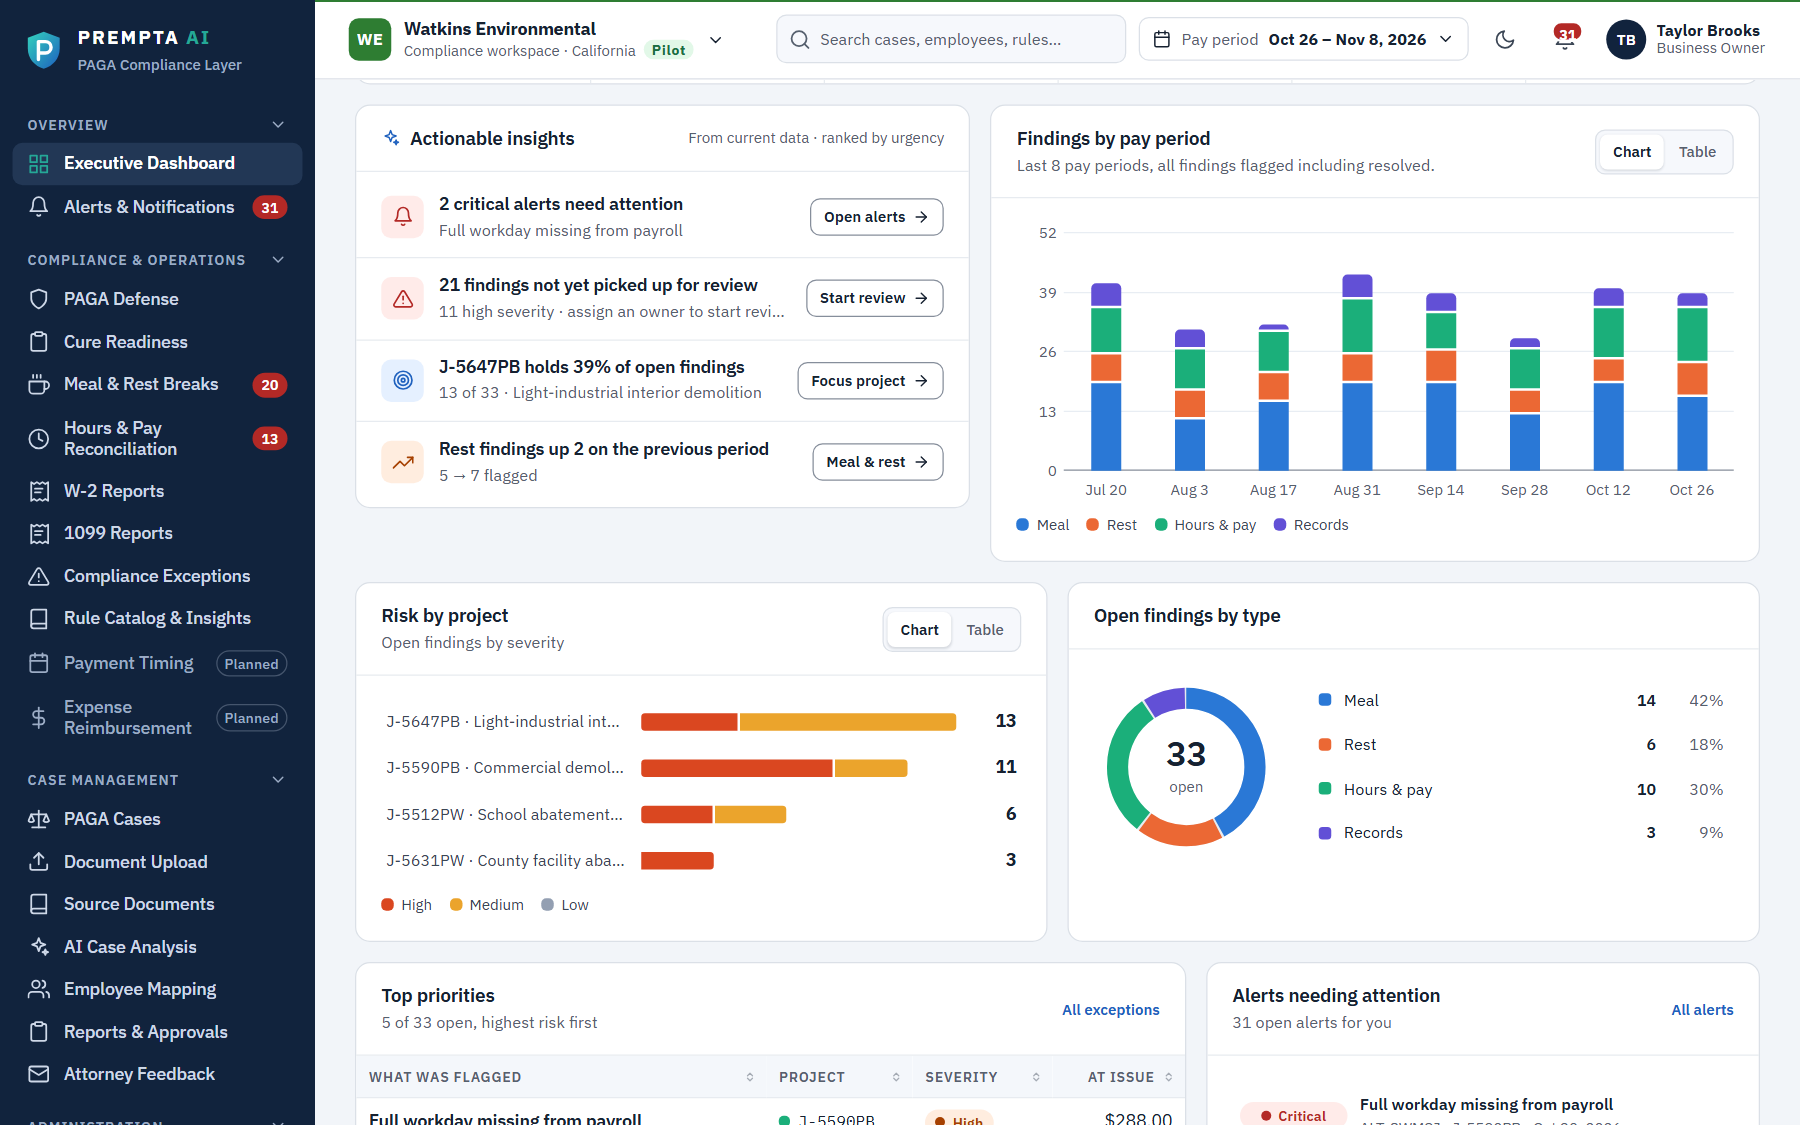 PREMPTA AI
PAGA Compliance Layer
OVERVIEW
Executive Dashboard
Alerts & Notifications 31
COMPLIANCE & OPERATIONS
PAGA Defense
Cure Readiness
Meal & Rest Breaks 20
Hours & Pay
Reconciliation 13
W-2 Reports
1099 Reports
Compliance Exceptions
Rule Catalog & Insights
Payment Timing Planned
Expense
Reimbursement Planned
CASE MANAGEMENT
PAGA Cases
Document Upload
Source Documents
AI Case Analysis
Employee Mapping
Reports & Approvals
Attorney Feedback
ADMINISTRATION
WE
Watkins Environmental
Compliance workspace · California Pilot
Search cases, employees, rules...
Pay period Oct 26 – Nov 8, 2026
31
TB
Taylor Brooks
Business Owner
Actionable insights
From current data · ranked by urgency
2 critical alerts need attention
Full workday missing from payroll
Open alerts →
21 findings not yet picked up for review
11 high severity · assign an owner to start revi...
Start review →
J-5647PB holds 39% of open findings
13 of 33 · Light-industrial interior demolition
Focus project →
Rest findings up 2 on the previous period
5 → 7 flagged
Meal & rest →
Findings by pay period
Last 8 pay periods, all findings flagged including resolved.
Chart Table
52
39
26
13
0
Jul 20 Aug 3 Aug 17 Aug 31 Sep 14 Sep 28 Oct 12 Oct 26
Meal Rest Hours & pay Records
Risk by project
Open findings by severity
Chart Table
J-5647PB · Light-industrial int... 13
J-5590PB · Commercial demol... 11
J-5512PW · School abatement... 6
J-5631PW · County facility aba... 3
High Medium Low
Open findings by type
33
open
Meal 14 42%
Rest 6 18%
Hours & pay 10 30%
Records 3 9%
Top priorities
5 of 33 open, highest risk first
All exceptions
WHAT WAS FLAGGED PROJECT SEVERITY AT ISSUE
Full workday missing from payroll J-5590PB High $288.00
Alerts needing attention
31 open alerts for you
All alerts
Critical
Full workday missing from payroll